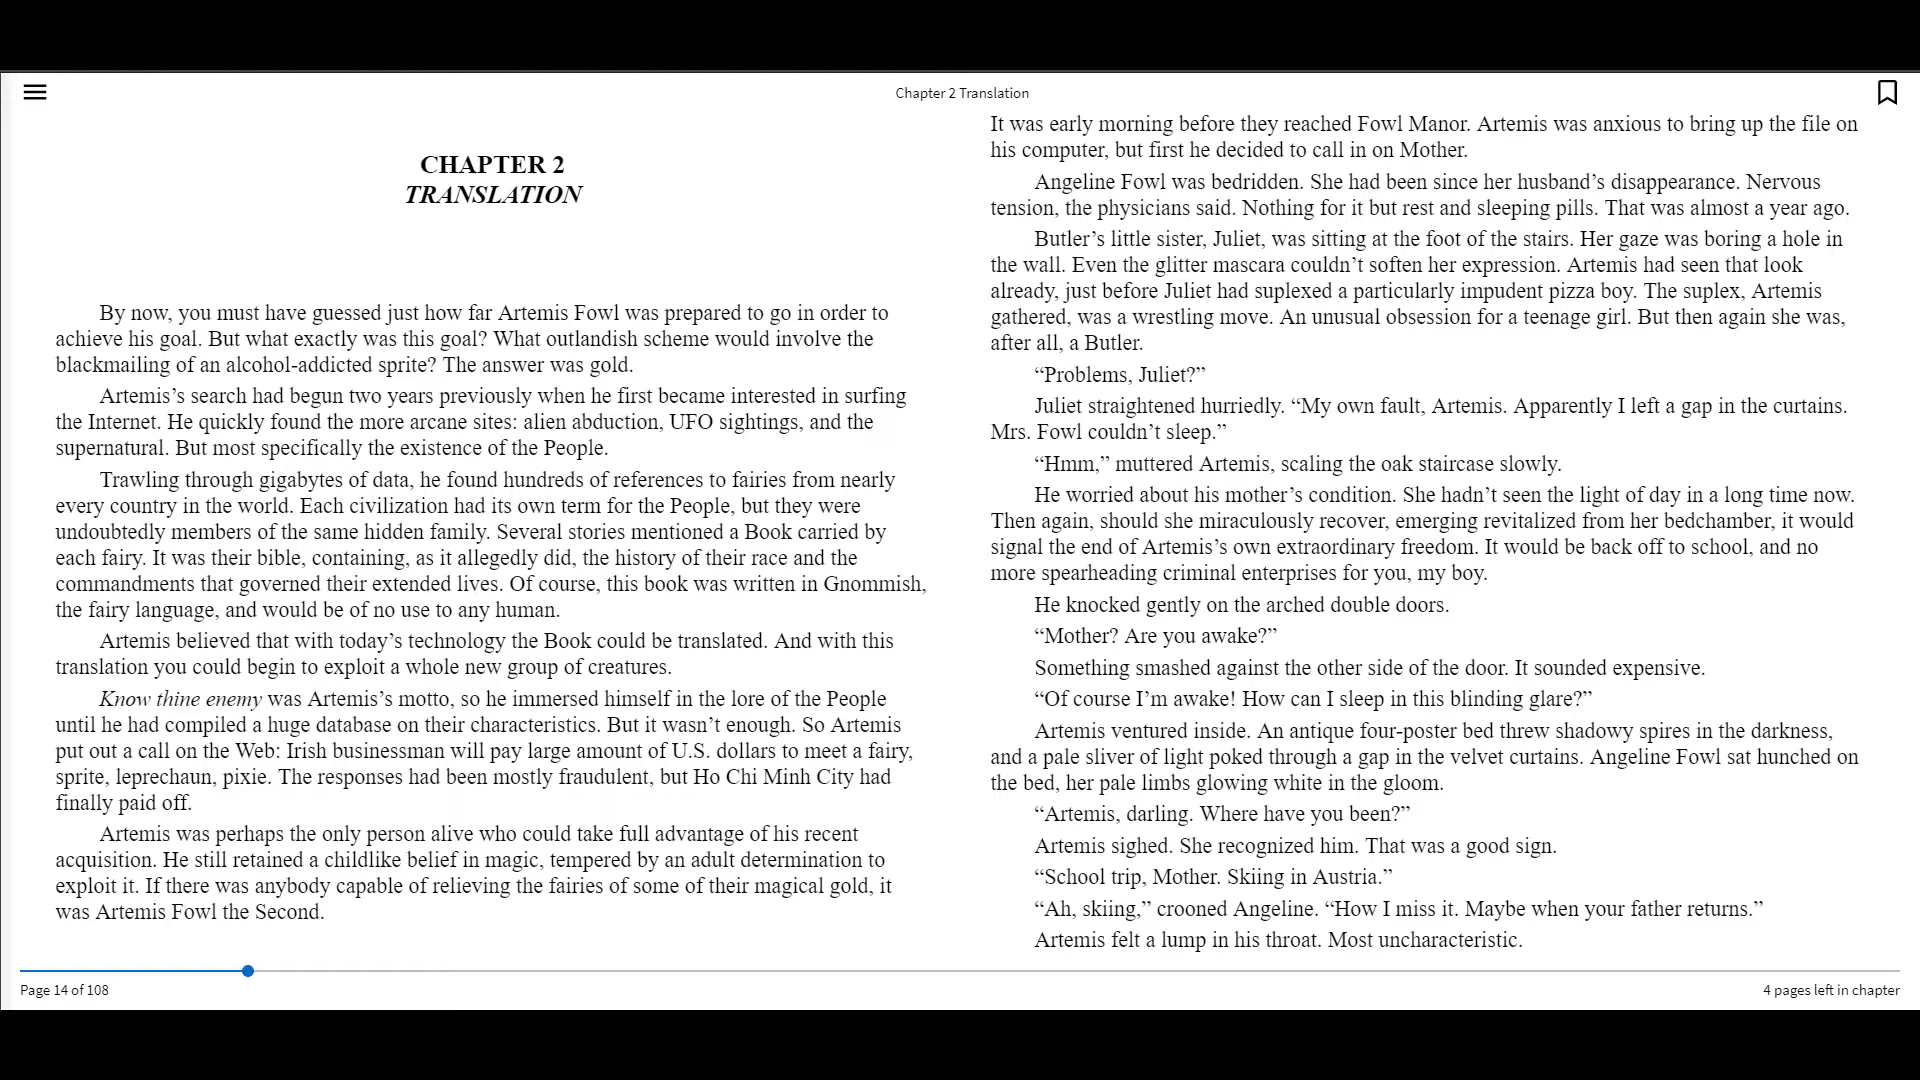 Chapter 2 Translation
CHAPTER 2
TRANSLATION
By now, you must have guessed just how far Artemis Fowl was prepared to go in order to
achieve his goal. But what exactly was this goal? What outlandish scheme would involve the
blackmailing of an alcohol-addicted sprite? The answer was gold.
Artemis’s search had begun two years previously when he first became interested in surfing
the Internet. He quickly found the more arcane sites: alien abduction, UFO sightings, and the
supernatural. But most specifically the existence of the People.
Trawling through gigabytes of data, he found hundreds of references to fairies from nearly
every country in the world. Each civilization had its own term for the People, but they were
undoubtedly members of the same hidden family. Several stories mentioned a Book carried by
each fairy. It was their bible, containing, as it allegedly did, the history of their race and the
commandments that governed their extended lives. Of course, this book was written in Gnommish,
the fairy language, and would be of no use to any human.
Artemis believed that with today’s technology the Book could be translated. And with this
translation you could begin to exploit a whole new group of creatures.
Know thine enemy was Artemis’s motto, so he immersed himself in the lore of the People
until he had compiled a huge database on their characteristics. But it wasn’t enough. So Artemis
put out a call on the Web: Irish businessman will pay large amount of U.S. dollars to meet a fairy,
sprite, leprechaun, pixie. The responses had been mostly fraudulent, but Ho Chi Minh City had
finally paid off.
Artemis was perhaps the only person alive who could take full advantage of his recent
acquisition. He still retained a childlike belief in magic, tempered by an adult determination to
exploit it. If there was anybody capable of relieving the fairies of some of their magical gold, it
was Artemis Fowl the Second.
It was early morning before they reached Fowl Manor. Artemis was anxious to bring up the file on
his computer, but first he decided to call in on Mother.
Angeline Fowl was bedridden. She had been since her husband’s disappearance. Nervous
tension, the physicians said. Nothing for it but rest and sleeping pills. That was almost a year ago.
Butler’s little sister, Juliet, was sitting at the foot of the stairs. Her gaze was boring a hole in
the wall. Even the glitter mascara couldn’t soften her expression. Artemis had seen that look
already, just before Juliet had suplexed a particularly impudent pizza boy. The suplex, Artemis
gathered, was a wrestling move. An unusual obsession for a teenage girl. But then again she was,
after all, a Butler.
“Problems, Juliet?”
Juliet straightened hurriedly. “My own fault, Artemis. Apparently I left a gap in the curtains.
Mrs. Fowl couldn’t sleep.”
“Hmm,” muttered Artemis, scaling the oak staircase slowly.
He worried about his mother’s condition. She hadn’t seen the light of day in a long time now.
Then again, should she miraculously recover, emerging revitalized from her bedchamber, it would
signal the end of Artemis’s own extraordinary freedom. It would be back off to school, and no
more spearheading criminal enterprises for you, my boy.
He knocked gently on the arched double doors.
“Mother? Are you awake?”
Something smashed against the other side of the door. It sounded expensive.
“Of course I’m awake! How can I sleep in this blinding glare?”
Artemis ventured inside. An antique four-poster bed threw shadowy spires in the darkness,
and a pale sliver of light poked through a gap in the velvet curtains. Angeline Fowl sat hunched on
the bed, her pale limbs glowing white in the gloom.
“Artemis, darling. Where have you been?”
Artemis sighed. She recognized him. That was a good sign.
“School trip, Mother. Skiing in Austria.”
“Ah, skiing,” crooned Angeline. “How I miss it. Maybe when your father returns.”
Artemis felt a lump in his throat. Most uncharacteristic.
Page 14 of 108
4 pages left in chapter